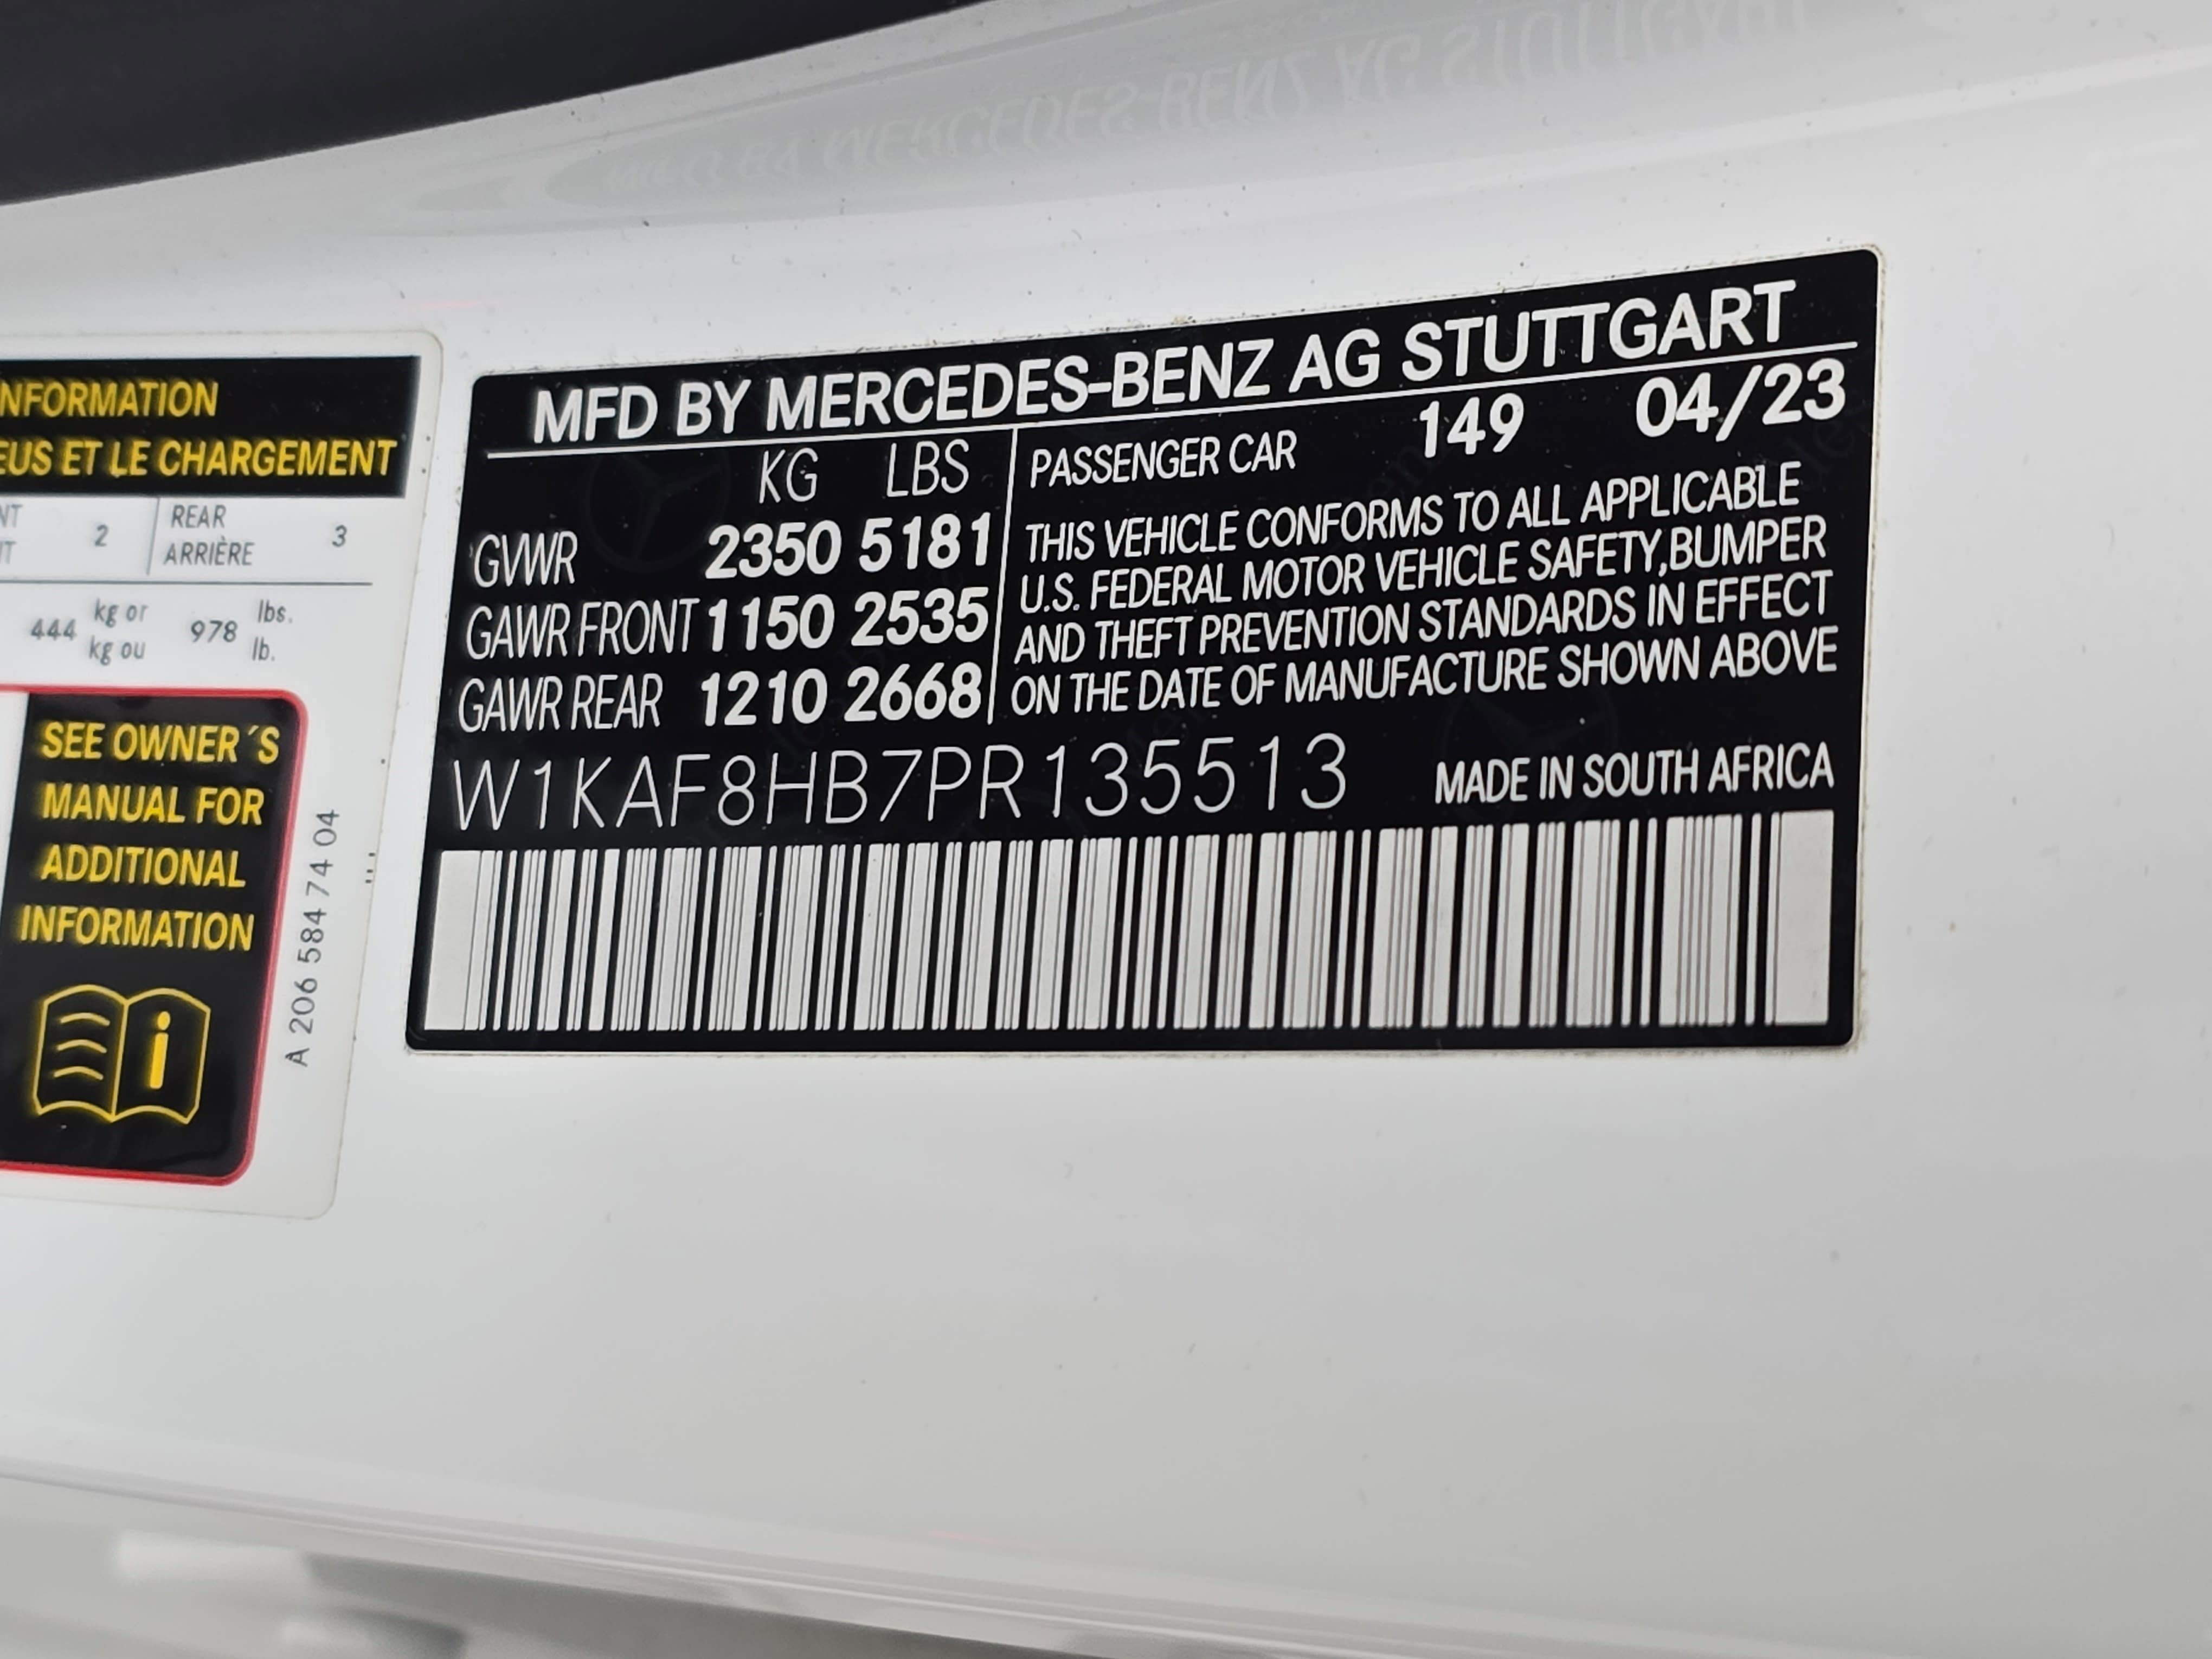 NFORMATION
EUS ET LE CHARGEMENT
NT 2 REAR 3
IT ARRIÈRE
444 kg or 978 lbs.
kg ou lb.
SEE OWNER´S
MANUAL FOR
ADDITIONAL
INFORMATION
i
A 206 584 74 04
MFD BY MERCEDES-BENZ AG STUTTGART
KG LBS
GVWR 2350 5181
GAWR FRONT 1150 2535
GAWR REAR 1210 2668
PASSENGER CAR 149 04/23
THIS VEHICLE CONFORMS TO ALL APPLICABLE
U.S. FEDERAL MOTOR VEHICLE SAFETY,BUMPER
AND THEFT PREVENTION STANDARDS IN EFFECT
ON THE DATE OF MANUFACTURE SHOWN ABOVE
W1KAF8HB7PR135513 MADE IN SOUTH AFRICA